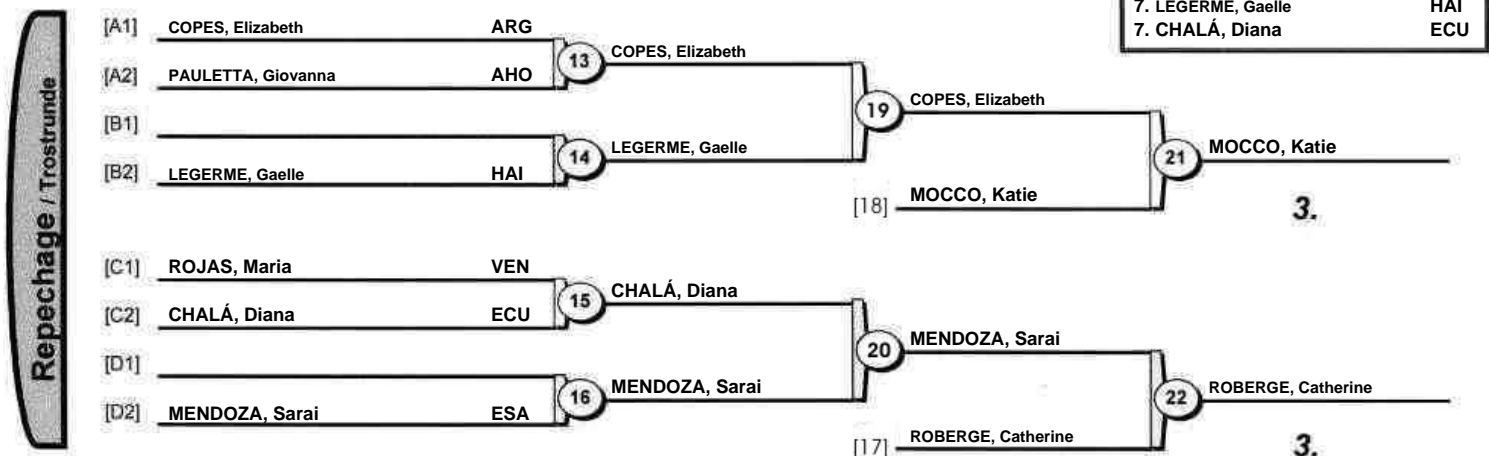 7. LEGERME, Gaelle HAI
7. CHALÁ, Diana ECU
Repechage / Trostrunde
[A1] COPES, Elizabeth ARG
[A2] PAULETTA, Giovanna AHO
13 COPES, Elizabeth
[B1]
[B2] LEGERME, Gaelle HAI
14 LEGERME, Gaelle
19 COPES, Elizabeth
[18] MOCCO, Katie
21 MOCCO, Katie
3.
[C1] ROJAS, Maria VEN
[C2] CHALÁ, Diana ECU
15 CHALÁ, Diana
[D1]
[D2] MENDOZA, Sarai ESA
16 MENDOZA, Sarai
20 MENDOZA, Sarai
[17] ROBERGE, Catherine
22 ROBERGE, Catherine
3.